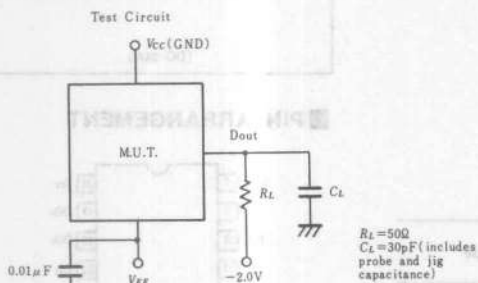 Test Circuit
Vcc(GND)
PIN ARRANGEMENT
Dout
M.U.T.
RL
CL
RL=50Ω
CL=30pF(includes
probe and jig
capacitance)
0.01μF
VEE
−2.0V